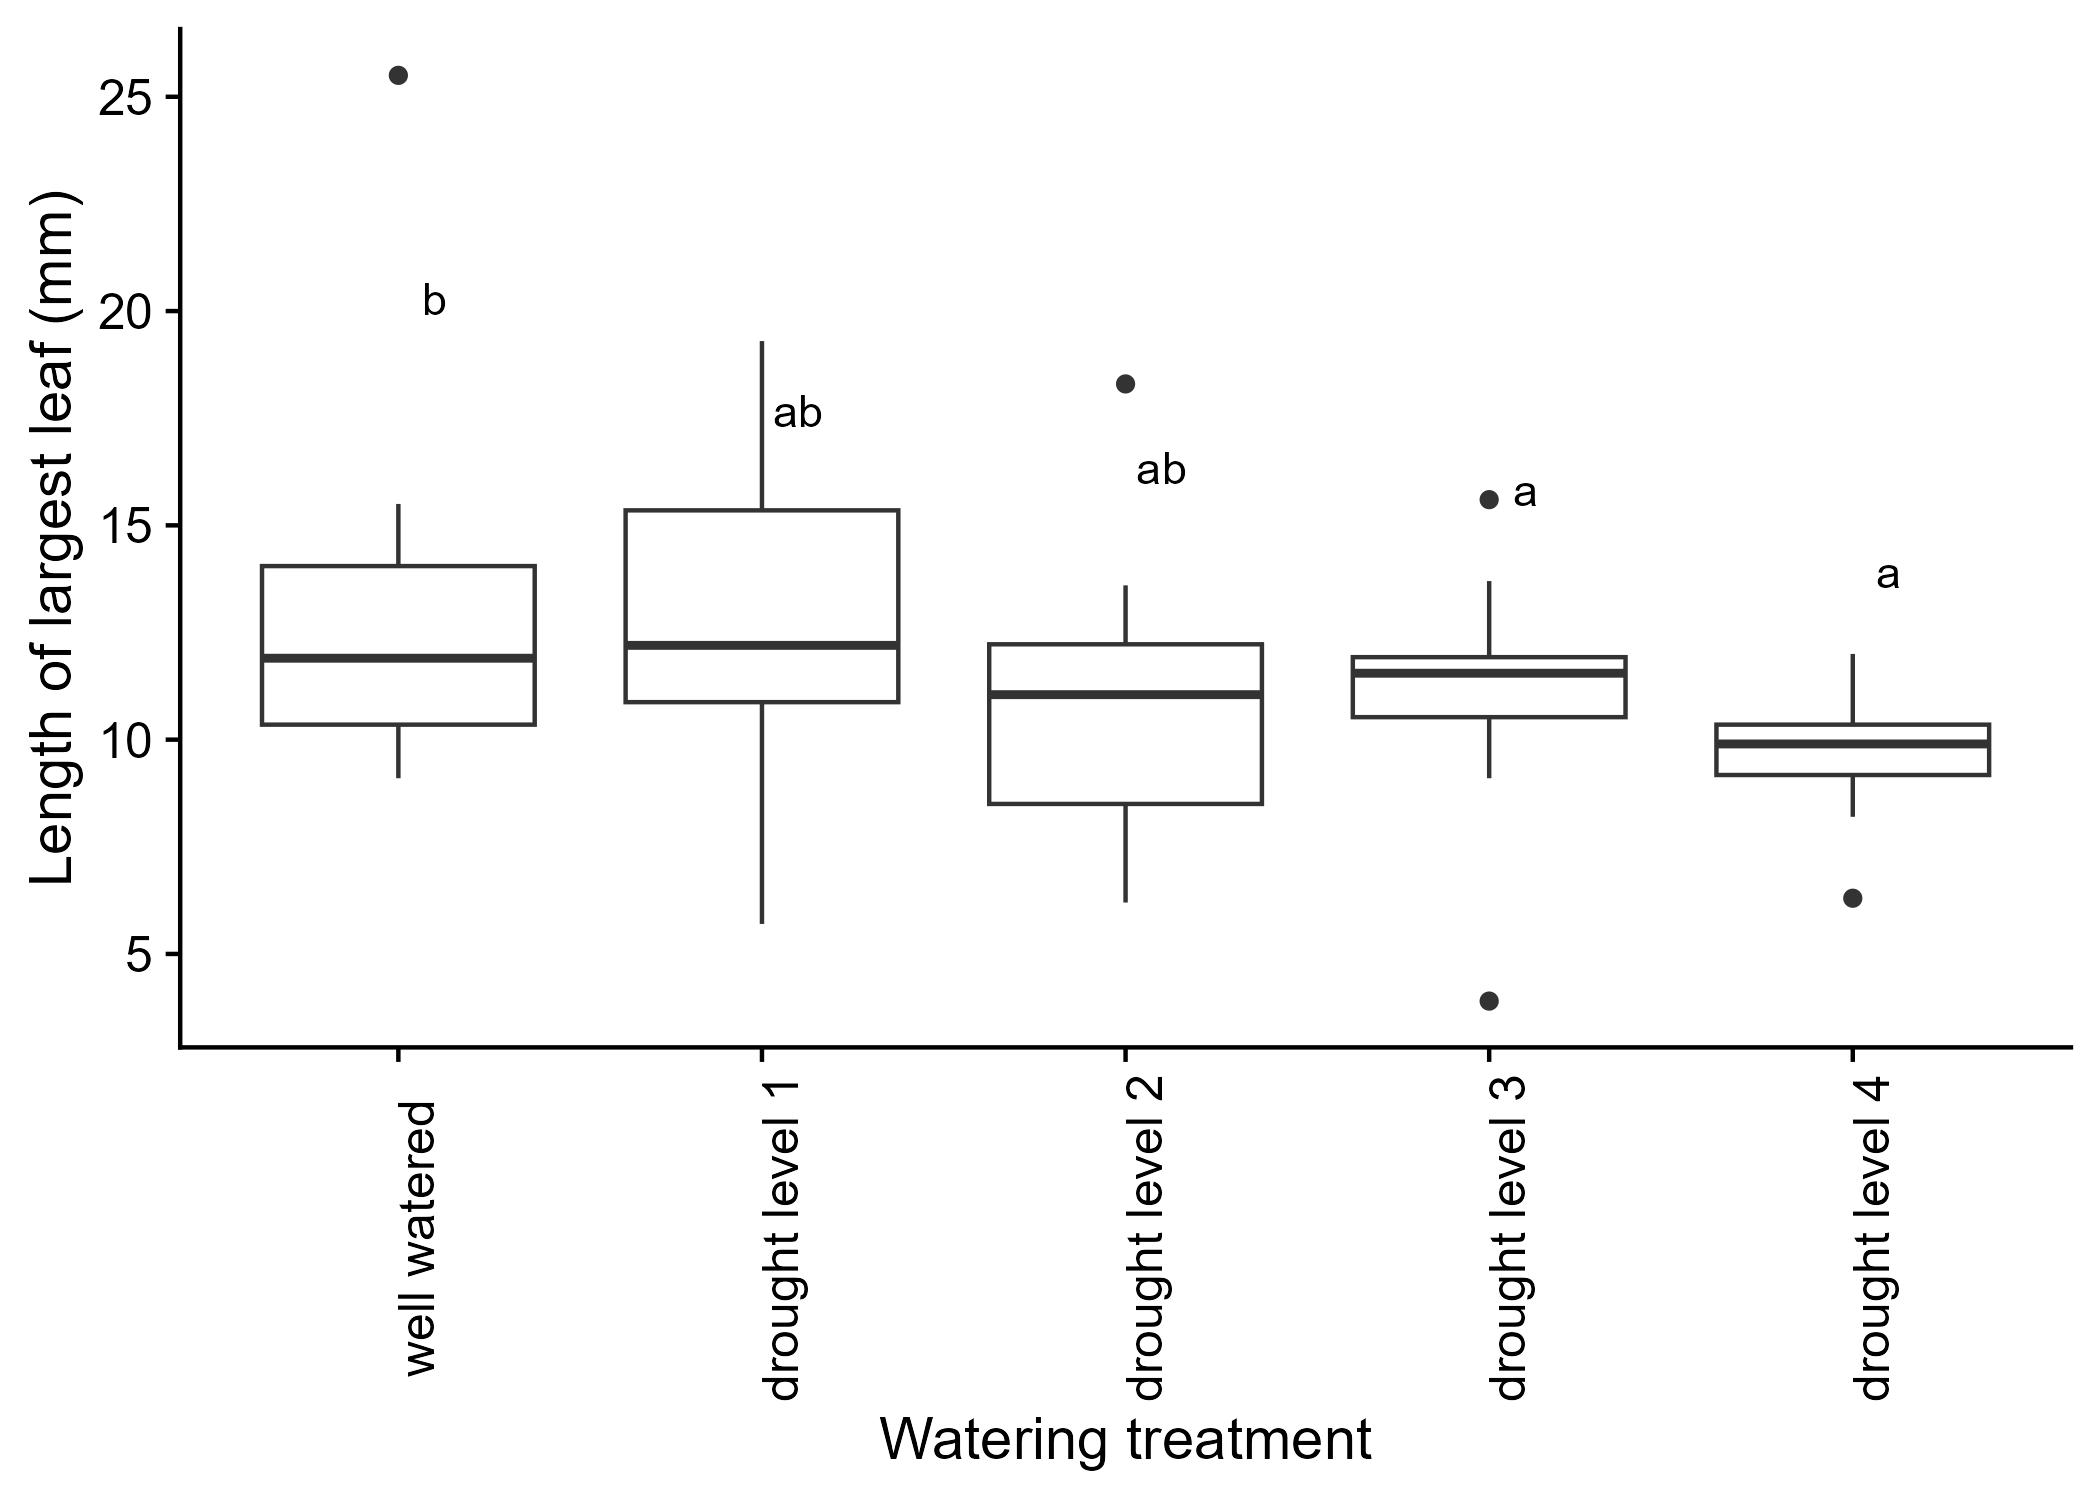 Length of largest leaf (mm)
25
20
15
10
5
b
ab
ab
a
a
well watered
drought level 1
drought level 2
drought level 3
drought level 4
Watering treatment